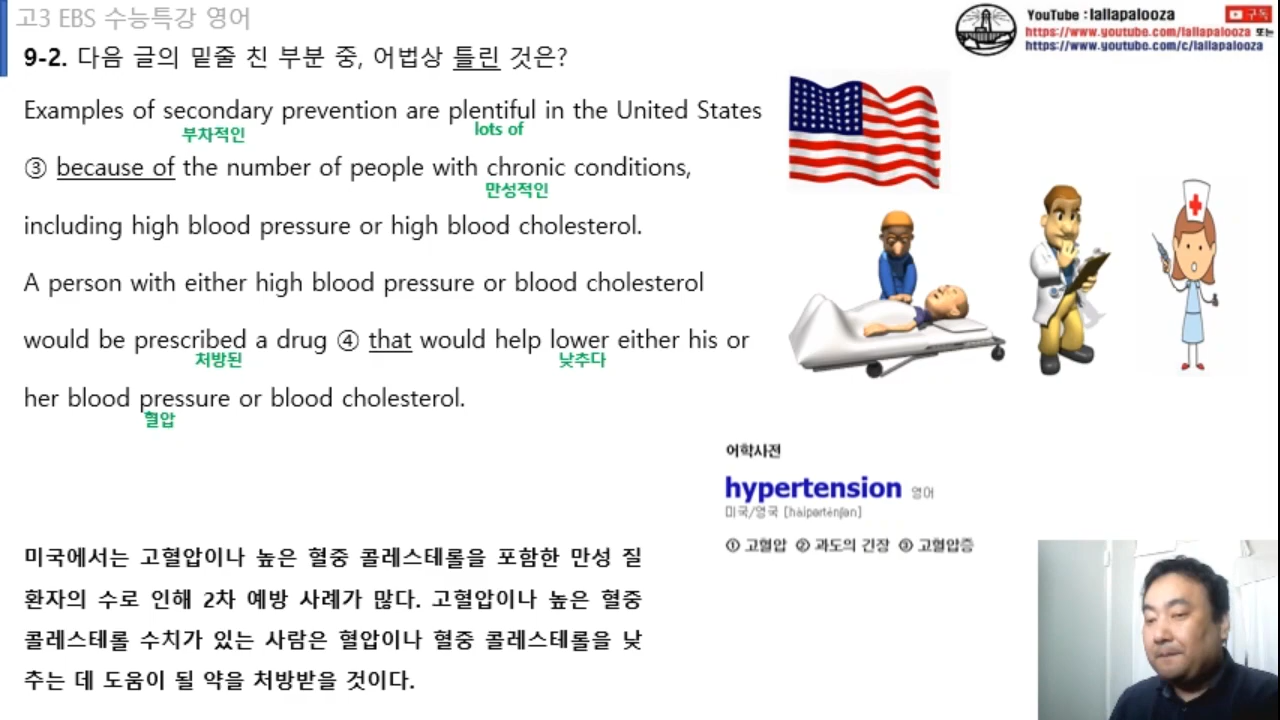 고3 EBS 수능특강 영어
YouTube : lallapalooza
구독
https://www.youtube.com/lallapalooza 또는
https://www.youtube.com/c/lallapalooza
9-2. 다음 글의 밑줄 친 부분 중, 어법상 틀린 것은?
Examples of secondary prevention are plentiful in the United States
부차적인 lots of
③ because of the number of people with chronic conditions,
만성적인
including high blood pressure or high blood cholesterol.
A person with either high blood pressure or blood cholesterol
would be prescribed a drug ④ that would help lower either his or
처방된 낮추다
her blood pressure or blood cholesterol.
혈압
어학사전
hypertension 영어
미국/영국 [hàipərténʃən]
① 고혈압 ② 과도의 긴장 ③ 고혈압증
미국에서는 고혈압이나 높은 혈중 콜레스테롤을 포함한 만성 질
환자의 수로 인해 2차 예방 사례가 많다. 고혈압이나 높은 혈중
콜레스테롤 수치가 있는 사람은 혈압이나 혈중 콜레스테롤을 낮
추는 데 도움이 될 약을 처방받을 것이다.